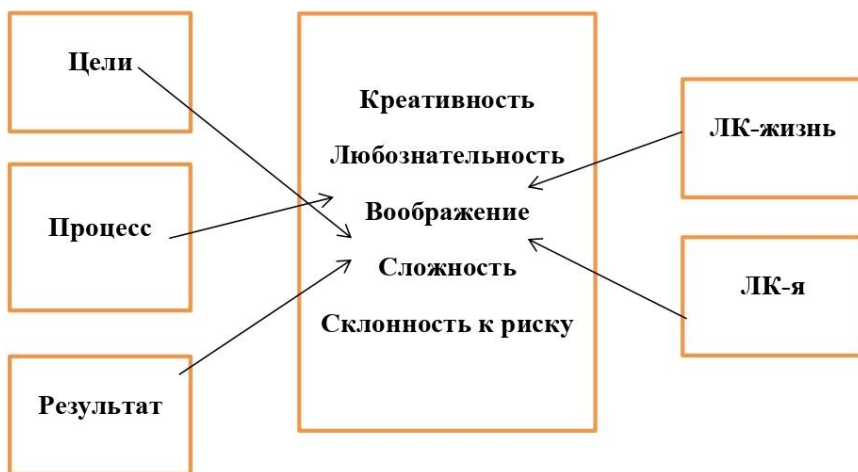 Цели
Процесс
Результат
Креативность
Любознательность
Воображение
Сложность
Склонность к риску
ЛК-жизнь
ЛК-я